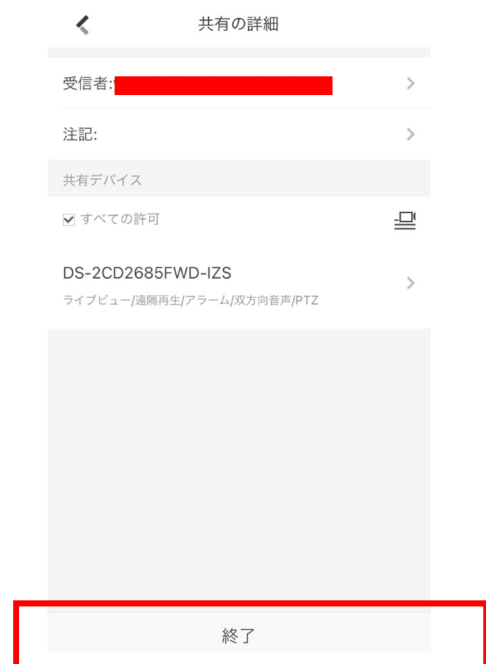 共有の詳細
受信者:
注記:
共有デバイス
すべての許可
DS-2CD2685FWD-IZS
ライブビュー/遠隔再生/アラーム/双方向音声/PTZ
終了